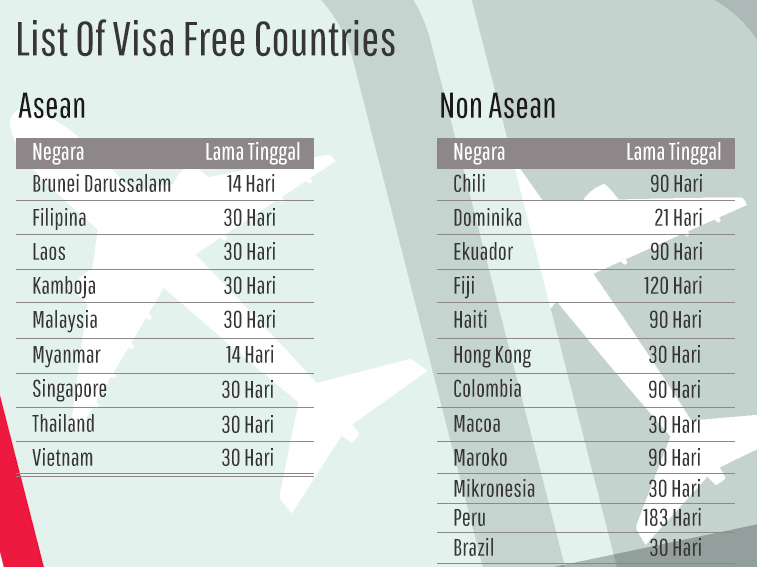 List Of Visa Free Countries
Asean
Negara Lama Tinggal
Brunei Darussalam 14 Hari
Filipina 30 Hari
Laos 30 Hari
Kamboja 30 Hari
Malaysia 30 Hari
Myanmar 14 Hari
Singapore 30 Hari
Thailand 30 Hari
Vietnam 30 Hari
Non Asean
Negara Lama Tinggal
Chili 90 Hari
Dominika 21 Hari
Ekuador 90 Hari
Fiji 120 Hari
Haiti 90 Hari
Hong Kong 30 Hari
Colombia 90 Hari
Macoa 30 Hari
Maroko 90 Hari
Mikronesia 30 Hari
Peru 183 Hari
Brazil 30 Hari